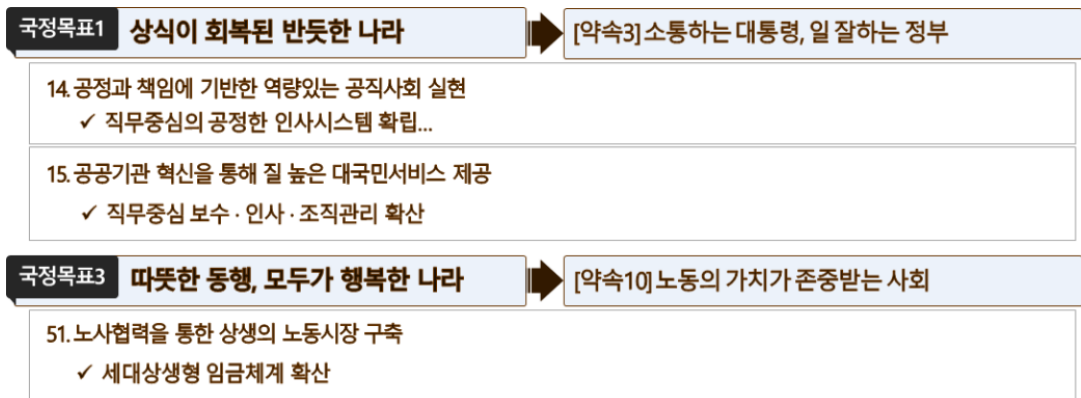 국정목표1 상식이 회복된 반듯한 나라 [약속3] 소통하는 대통령, 일 잘하는 정부
14. 공정과 책임에 기반한 역량있는 공직사회 실현
✓ 직무중심의 공정한 인사시스템 확립...
15. 공공기관 혁신을 통해 질 높은 대국민서비스 제공
✓ 직무중심 보수·인사·조직관리 확산
국정목표3 따뜻한 동행, 모두가 행복한 나라 [약속10] 노동의 가치가 존중받는 사회
51. 노사협력을 통한 상생의 노동시장 구축
✓ 세대상생형 임금체계 확산